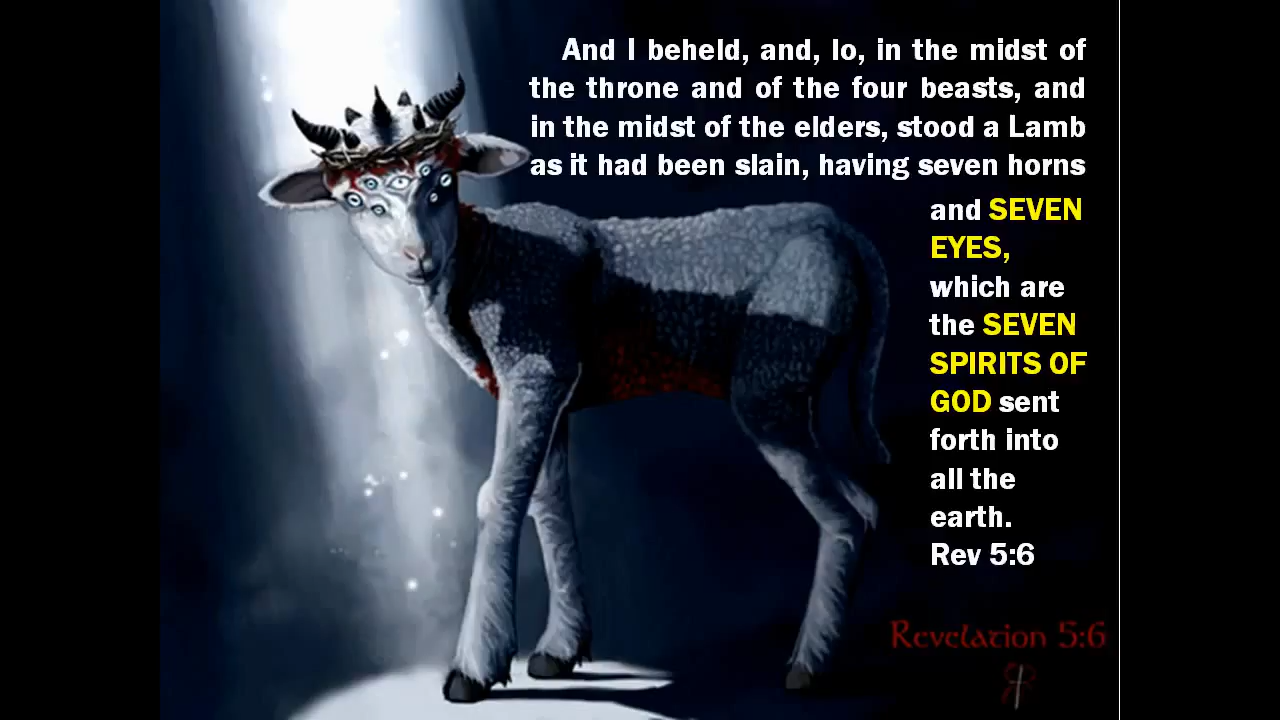 And I beheld, and, lo, in the midst of
the throne and of the four beasts, and
in the midst of the elders, stood a Lamb
as it had been slain, having seven horns
and SEVEN
EYES,
which are
the SEVEN
SPIRITS OF
GOD sent
forth into
all the
earth.
Rev 5:6
Revelation 5:6